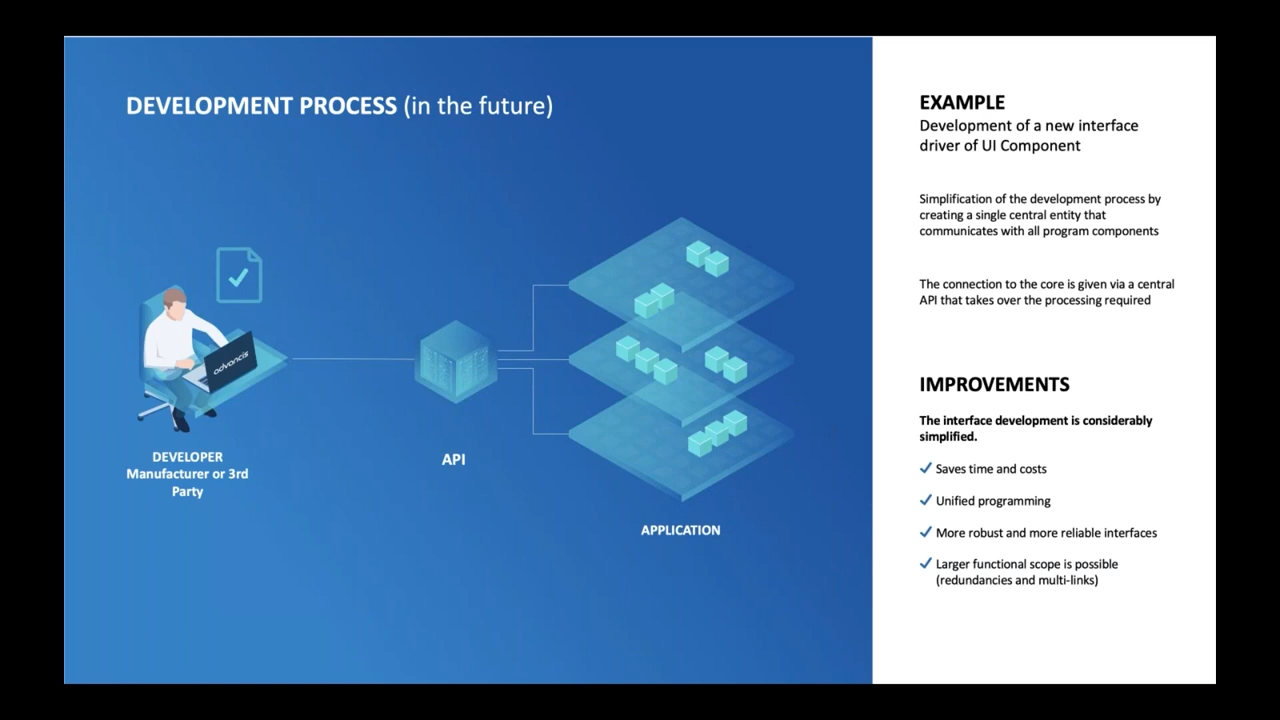 DEVELOPMENT PROCESS (in the future)
advancis
DEVELOPER
Manufacturer or 3rd
Party
API
APPLICATION
EXAMPLE
Development of a new interface
driver of UI Component
Simplification of the development process by
creating a single central entity that
communicates with all program components
The connection to the core is given via a central
API that takes over the processing required
IMPROVEMENTS
The interface development is considerably
simplified.
Saves time and costs
Unified programming
More robust and more reliable interfaces
Larger functional scope is possible
(redundancies and multi-links)